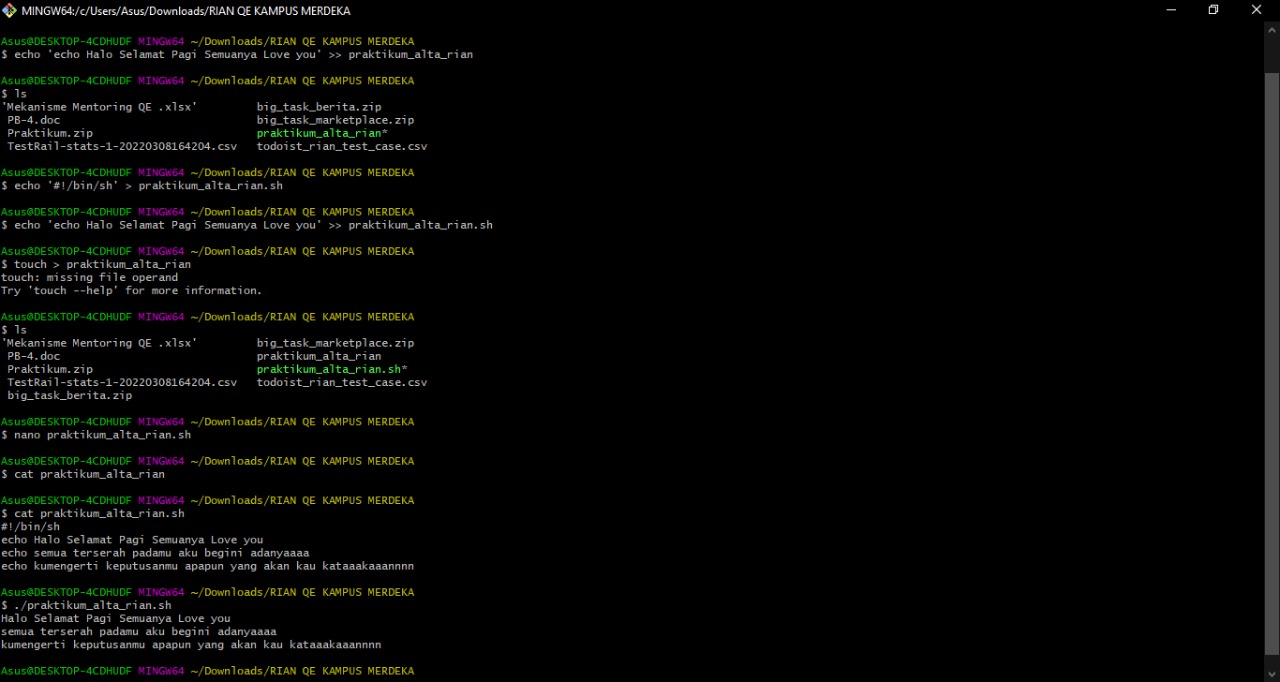 MINGW64:/c/Users/Asus/Downloads/RIAN QE KAMPUS MERDEKA
Asus@DESKTOP-4CDHUDF MINGW64 ~/Downloads/RIAN QE KAMPUS MERDEKA
$ echo 'echo Halo Selamat Pagi Semuanya Love you' >> praktikum_alta_rian
Asus@DESKTOP-4CDHUDF MINGW64 ~/Downloads/RIAN QE KAMPUS MERDEKA
$ ls
'Mekanisme Mentoring QE .xlsx' big_task_berita.zip
PB-4.doc big_task_marketplace.zip
Praktikum.zip praktikum_alta_rian*
TestRail-stats-1-20220308164204.csv todoist_rian_test_case.csv
Asus@DESKTOP-4CDHUDF MINGW64 ~/Downloads/RIAN QE KAMPUS MERDEKA
$ echo '#!/bin/sh' > praktikum_alta_rian.sh
Asus@DESKTOP-4CDHUDF MINGW64 ~/Downloads/RIAN QE KAMPUS MERDEKA
$ echo 'echo Halo Selamat Pagi Semuanya Love you' >> praktikum_alta_rian.sh
Asus@DESKTOP-4CDHUDF MINGW64 ~/Downloads/RIAN QE KAMPUS MERDEKA
$ touch > praktikum_alta_rian
touch: missing file operand
Try 'touch --help' for more information.
Asus@DESKTOP-4CDHUDF MINGW64 ~/Downloads/RIAN QE KAMPUS MERDEKA
$ ls
'Mekanisme Mentoring QE .xlsx' big_task_marketplace.zip
PB-4.doc praktikum_alta_rian
Praktikum.zip praktikum_alta_rian.sh*
TestRail-stats-1-20220308164204.csv todoist_rian_test_case.csv
big_task_berita.zip
Asus@DESKTOP-4CDHUDF MINGW64 ~/Downloads/RIAN QE KAMPUS MERDEKA
$ nano praktikum_alta_rian.sh
Asus@DESKTOP-4CDHUDF MINGW64 ~/Downloads/RIAN QE KAMPUS MERDEKA
$ cat praktikum_alta_rian
Asus@DESKTOP-4CDHUDF MINGW64 ~/Downloads/RIAN QE KAMPUS MERDEKA
$ cat praktikum_alta_rian.sh
#!/bin/sh
echo Halo Selamat Pagi Semuanya Love you
echo semua terserah padamu aku begini adanyaaaa
echo kumengerti keputusanmu apapun yang akan kau kataaakaaannnn
Asus@DESKTOP-4CDHUDF MINGW64 ~/Downloads/RIAN QE KAMPUS MERDEKA
$ ./praktikum_alta_rian.sh
Halo Selamat Pagi Semuanya Love you
semua terserah padamu aku begini adanyaaaa
kumengerti keputusanmu apapun yang akan kau kataaakaaannnn
Asus@DESKTOP-4CDHUDF MINGW64 ~/Downloads/RIAN QE KAMPUS MERDEKA